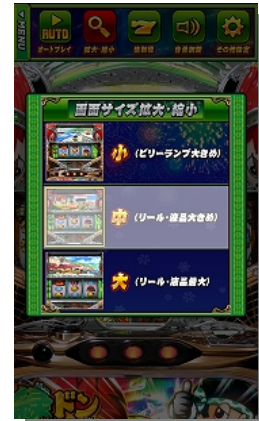 ▼MENU
AUTO
オートプレイ
拡大・縮小
7
音量調整
その他設定
画面サイズ拡大・縮小
小 (ビリーランプ大きめ)
中 (リール・液晶大きめ)
大 (リール・液晶最大)
ドン